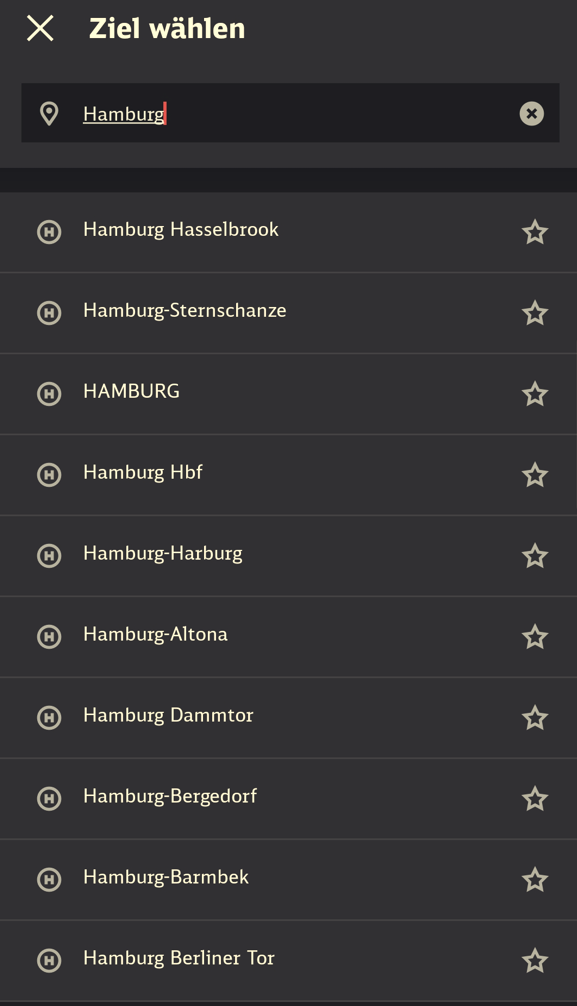 Ziel wählen
Hamburg
Hamburg Hasselbrook
Hamburg-Sternschanze
HAMBURG
Hamburg Hbf
Hamburg-Harburg
Hamburg-Altona
Hamburg Dammtor
Hamburg-Bergedorf
Hamburg-Barmbek
Hamburg Berliner Tor